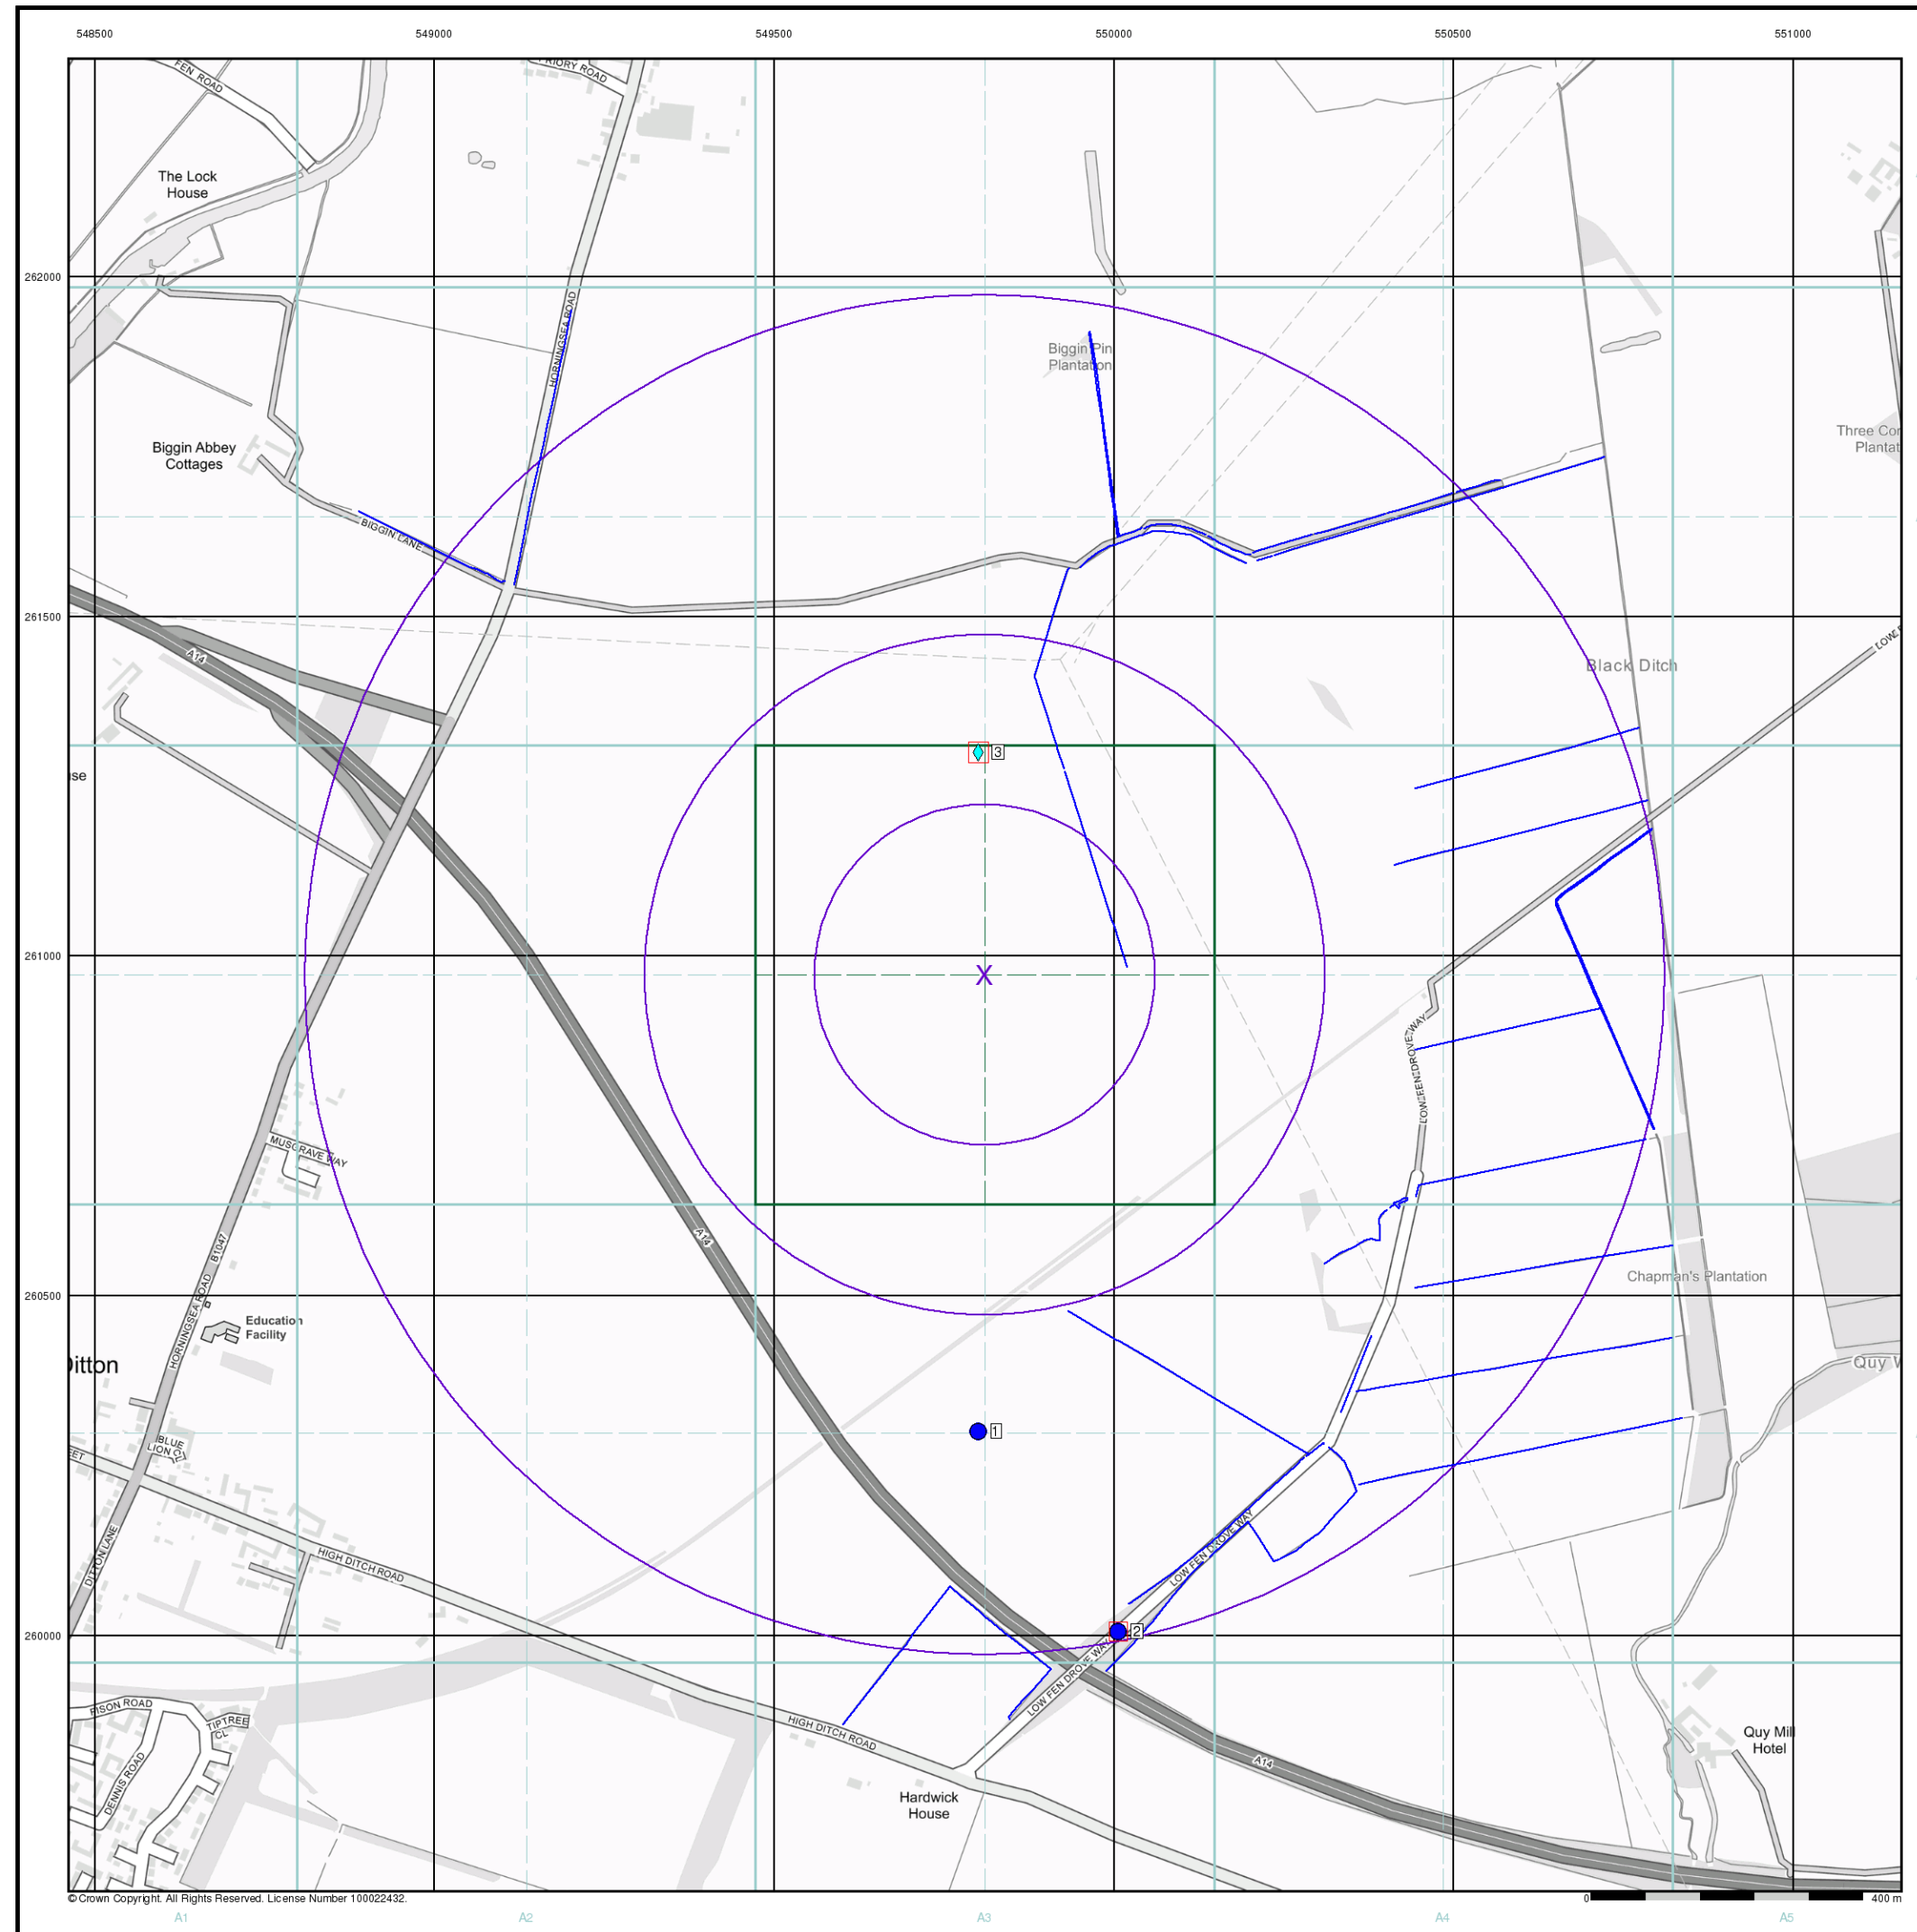 548500
549000
549500
550000
550500
551000
FEN ROAD
PRIORY ROAD
The Lock
House
262000
HORNINGSEA ROAD
Biggin Pin
Plantation
Three Cor
Plantat
Biggin Abbey
Cottages
BIGGIN LANE
261500
A14
LOWE
Black Ditch
3
se
261000
X
LOW FEN DROVE WAY
MUSGRAVE WAY
A14
B1047
HORNINGSEA ROAD
260500
Chapman's Plantation
Education
Facility
Ditton
Quy W
1
BLUE
LION CL
EET
DITTON LANE
HIGH DITCH ROAD
LOW FEN DROVE WAY
260000
2
LOW FEN DROVE WAY
FISON ROAD
TIPTREE
CL
DENNIS ROAD
HIGH DITCH ROAD
Quy Mill
Hotel
A14
Hardwick
House
© Crown Copyright. All Rights Reserved. License Number 100022432.
0 400 m
A1
A2
A3
A4
A5